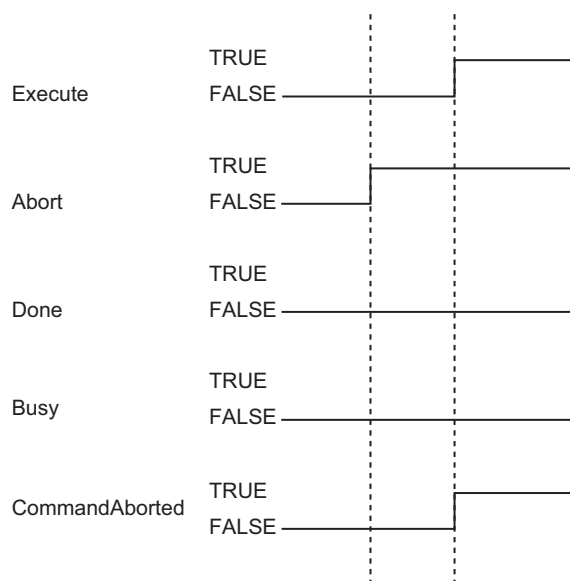 TRUE
Execute FALSE
TRUE
Abort FALSE
TRUE
Done FALSE
TRUE
Busy FALSE
TRUE
CommandAborted
FALSE